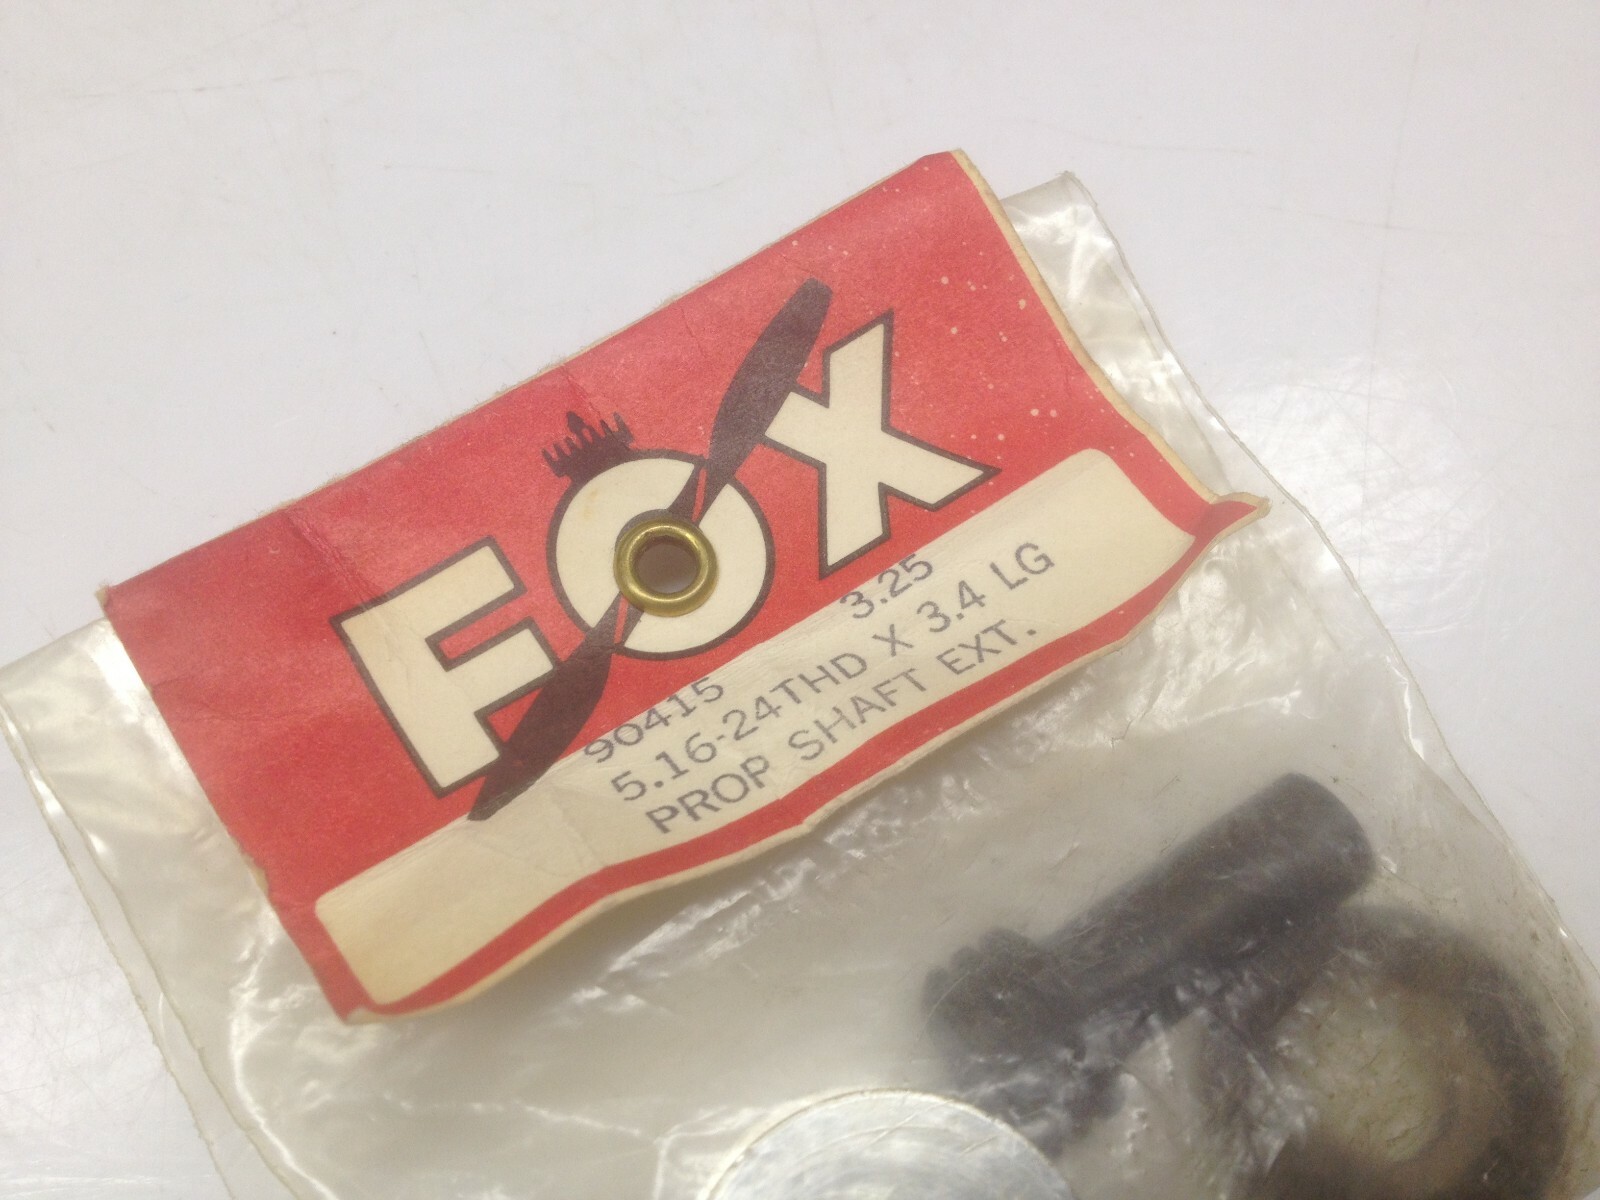 FOX
90415 3.25
5.16-24THD X 3.4 LG
PROP SHAFT EXT.